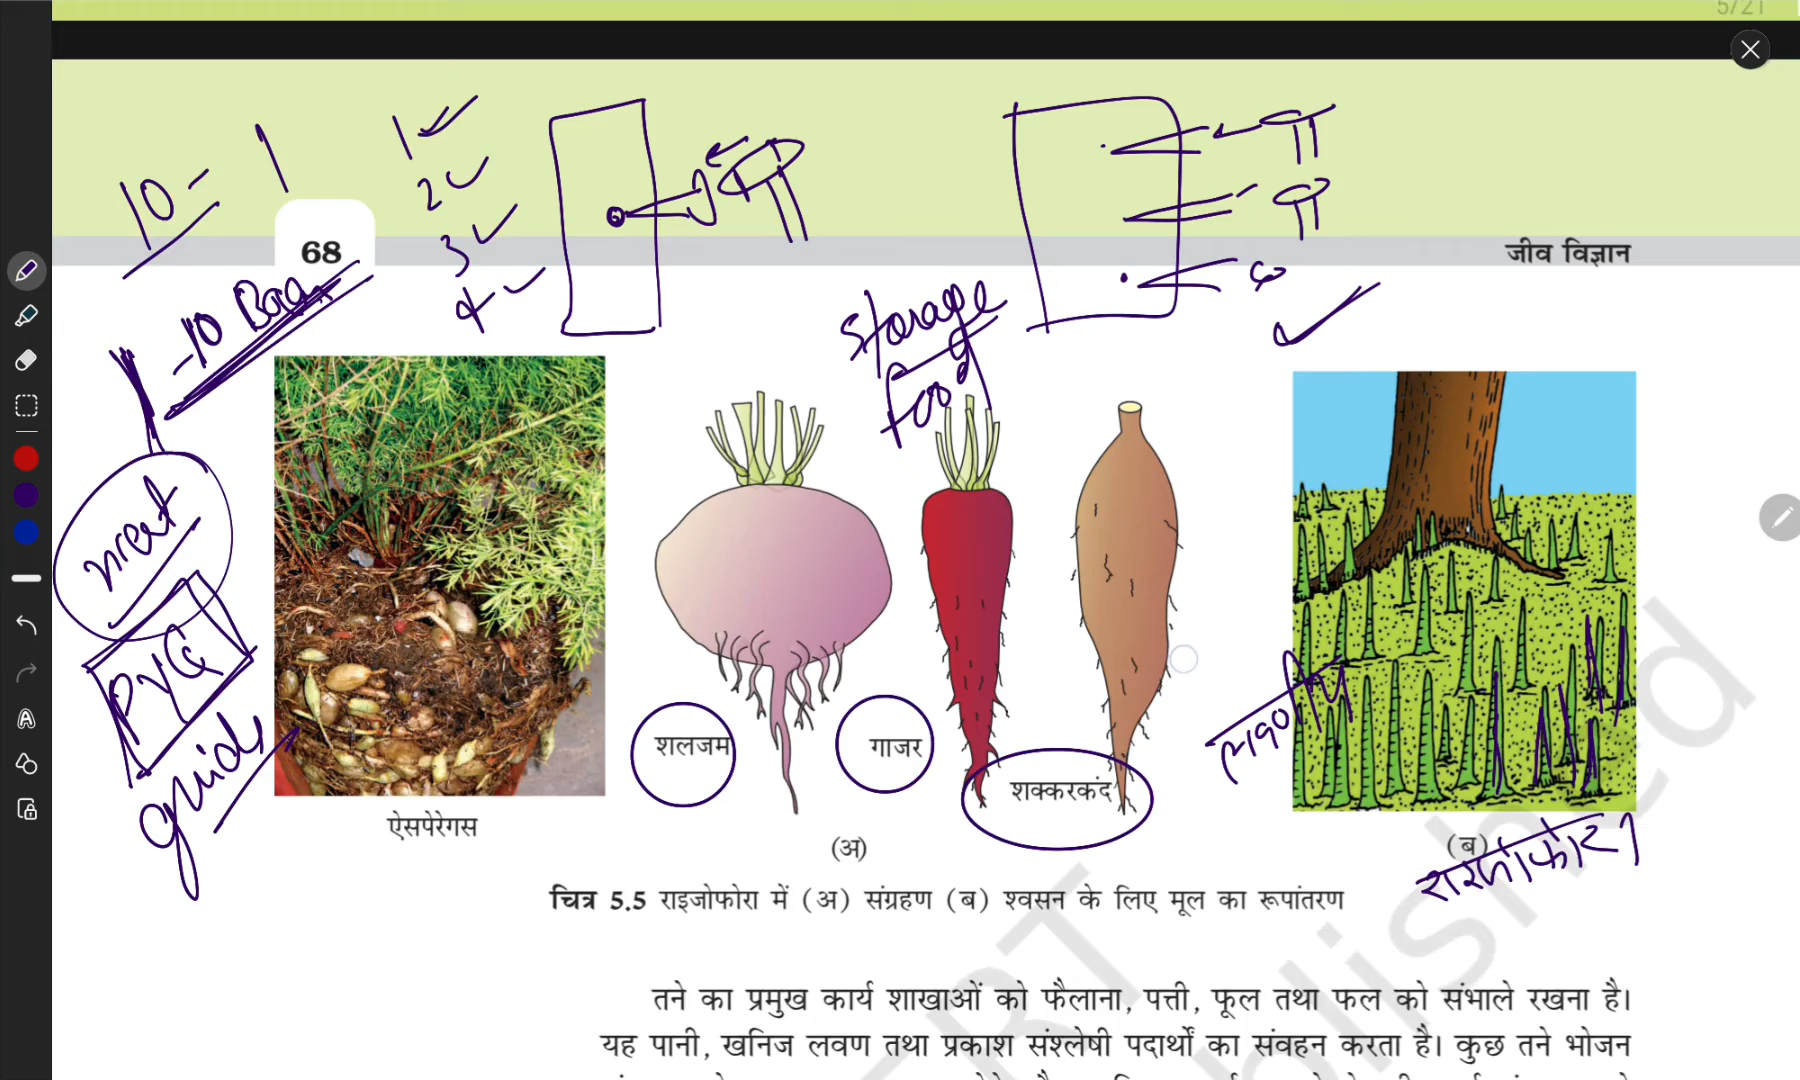 5/21
10 -
1
1
2
3
4
68
जीव विज्ञान
-10
storage
food
neet
PYQ
guide
ऐसपेरेगस
शलजम
गाजर
शक्करकंद
लवणीय
(अ)
(ब)
चित्र 5.5 राइजोफोरा में (अ) संग्रहण (ब) श्वसन के लिए मूल का रूपांतरण
तने का प्रमुख कार्य शाखाओं को फैलाना, पत्ती, फूल तथा फल को संभाले रखना है।
यह पानी, खनिज लवण तथा प्रकाश संश्लेषी पदार्थों का संवहन करता है। कुछ तने भोजन